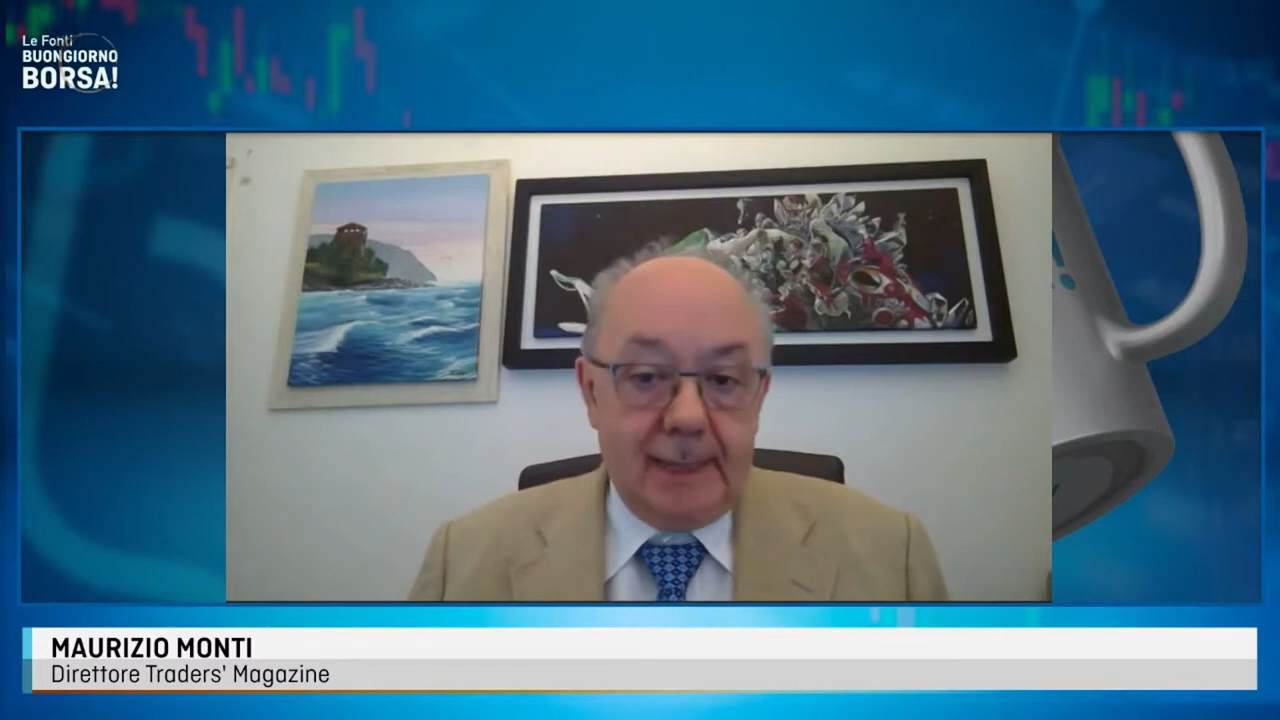 Le Fonti
BUONGIORNO
BORSA!
MAURIZIO MONTI
Direttore Traders' Magazine